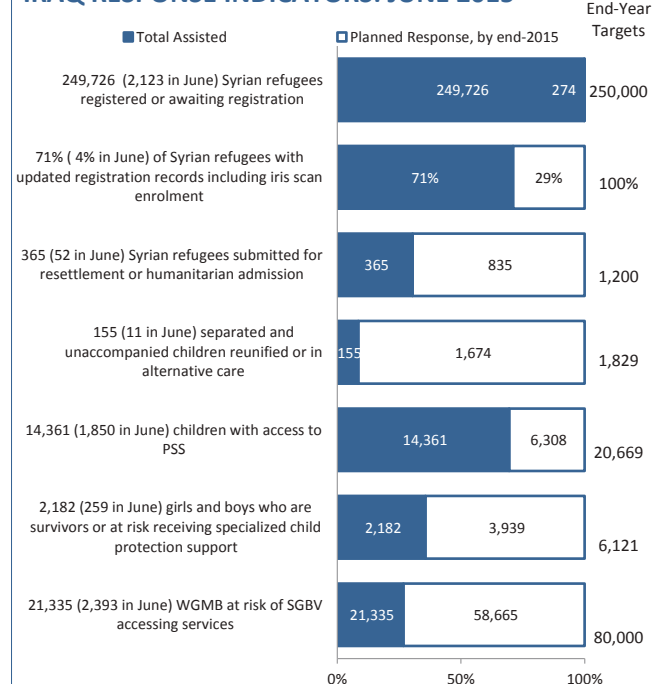 End-Year
Targets
Total Assisted
Planned Response, by end-2015
249,726 (2,123 in June) Syrian refugees
registered or awaiting registration
249,726
274
250,000
71% ( 4% in June) of Syrian refugees with
updated registration records including iris scan
enrolment
71%
29%
100%
365 (52 in June) Syrian refugees submitted for
resettlement or humanitarian admission
365
835
1,200
155 (11 in June) separated and
unaccompanied children reunified or in
alternative care
155
1,674
1,829
14,361 (1,850 in June) children with access to
PSS
14,361
6,308
20,669
2,182 (259 in June) girls and boys who are
survivors or at risk receiving specialized child
protection support
2,182
3,939
6,121
21,335 (2,393 in June) WGMB at risk of SGBV
accessing services
21,335
58,665
80,000
0%
50%
100%